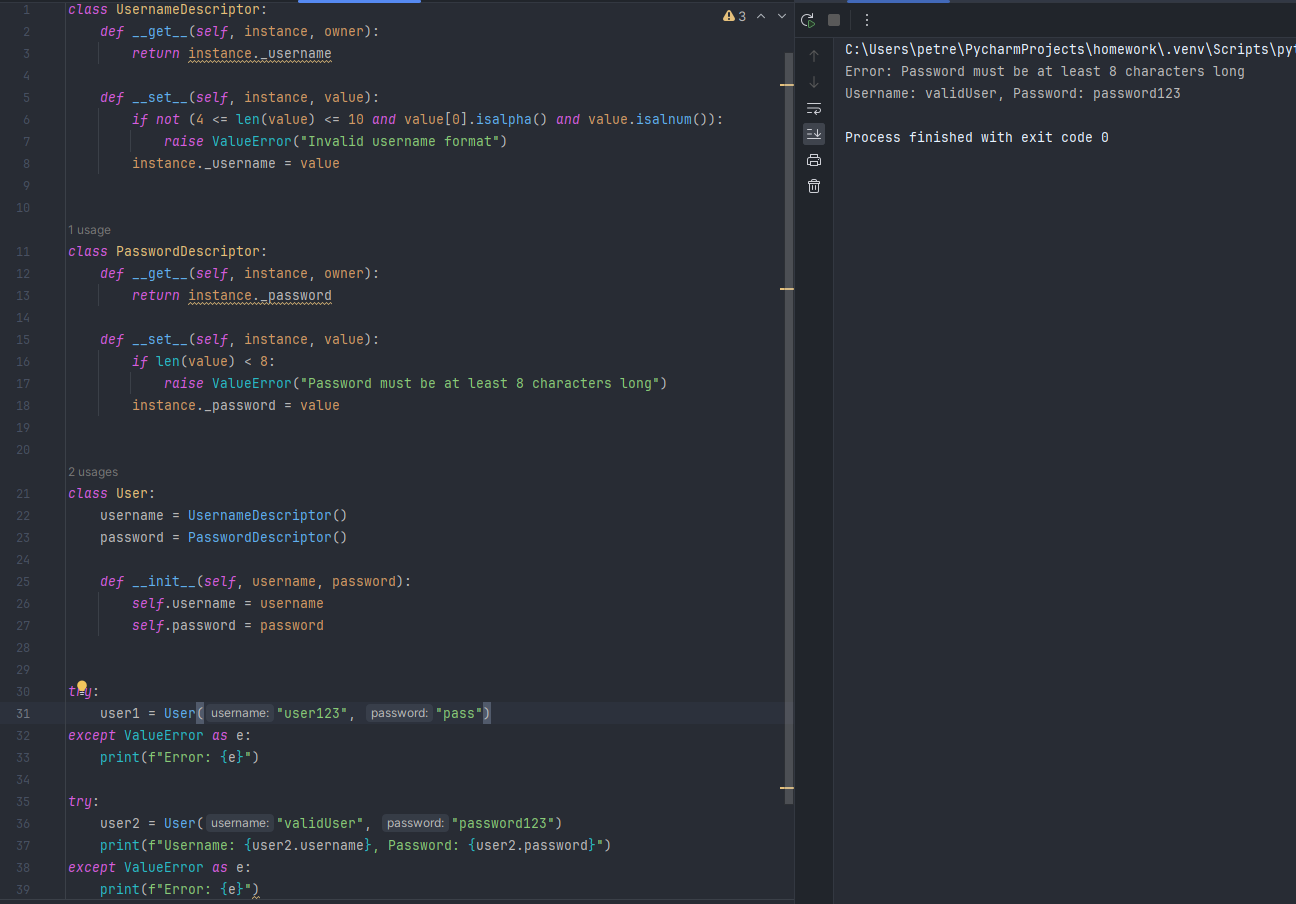 class UsernameDescriptor:
    def __get__(self, instance, owner):
        return instance._username

    def __set__(self, instance, value):
        if not (4 <= len(value) <= 10 and value[0].isalpha() and value.isalnum()):
            raise ValueError("Invalid username format")
        instance._username = value

1 usage
class PasswordDescriptor:
    def __get__(self, instance, owner):
        return instance._password

    def __set__(self, instance, value):
        if len(value) < 8:
            raise ValueError("Password must be at least 8 characters long")
        instance._password = value

2 usages
class User:
    username = UsernameDescriptor()
    password = PasswordDescriptor()

    def __init__(self, username, password):
        self.username = username
        self.password = password

try:
    user1 = User( username: "user123", password: "pass")
except ValueError as e:
    print(f"Error: {e}")

try:
    user2 = User( username: "validUser", password: "password123")
    print(f"Username: {user2.username}, Password: {user2.password}")
except ValueError as e:
    print(f"Error: {e}")
1
2
3
4
5
6
7
8
9
10
11
12
13
14
15
16
17
18
19
20
21
22
23
24
25
26
27
28
29
30
31
32
33
34
35
36
37
38
39
3
C:\Users\petre\PycharmProjects\homework\.venv\Scripts\pyt
Error: Password must be at least 8 characters long
Username: validUser, Password: password123

Process finished with exit code 0